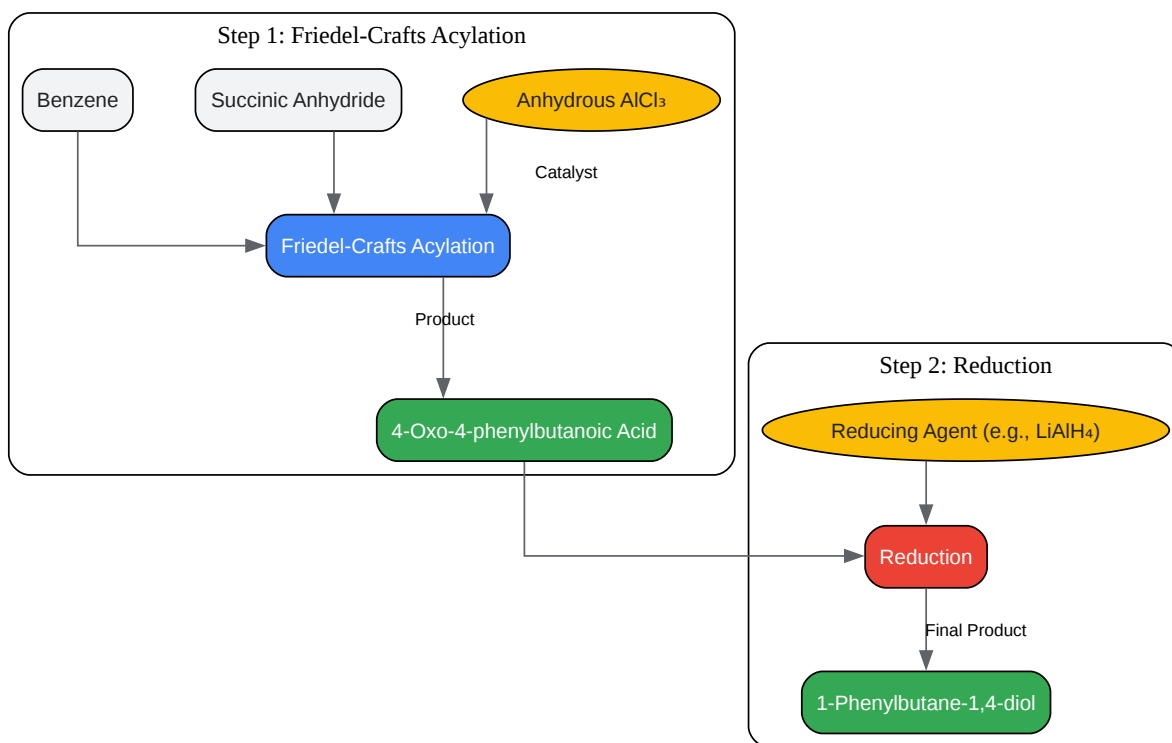 Step 1: Friedel-Crafts Acylation
Benzene
Succinic Anhydride
Anhydrous AlCl₃
Catalyst
Friedel-Crafts Acylation
Product
4-Oxo-4-phenylbutanoic Acid
Step 2: Reduction
Reducing Agent (e.g., LiAlH₄)
Reduction
Final Product
1-Phenylbutane-1,4-diol